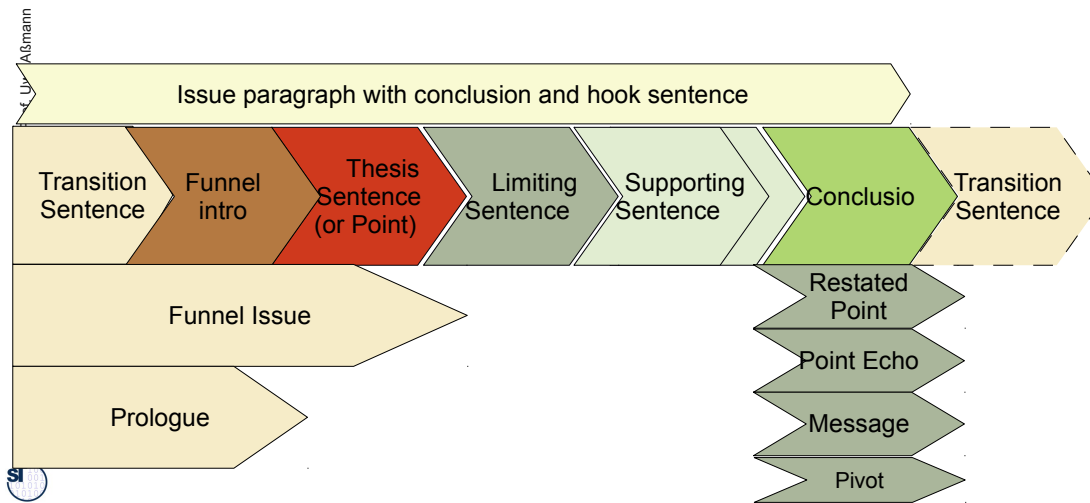 Aßmann
Issue paragraph with conclusion and hook sentence
Transition
Sentence
Funnel
intro
Thesis
Sentence
(or Point)
Limiting
Sentence
Supporting
Sentence
Conclusio
Transition
Sentence
Restated
Point
Funnel Issue
Point Echo
Prologue
Message
Pivot